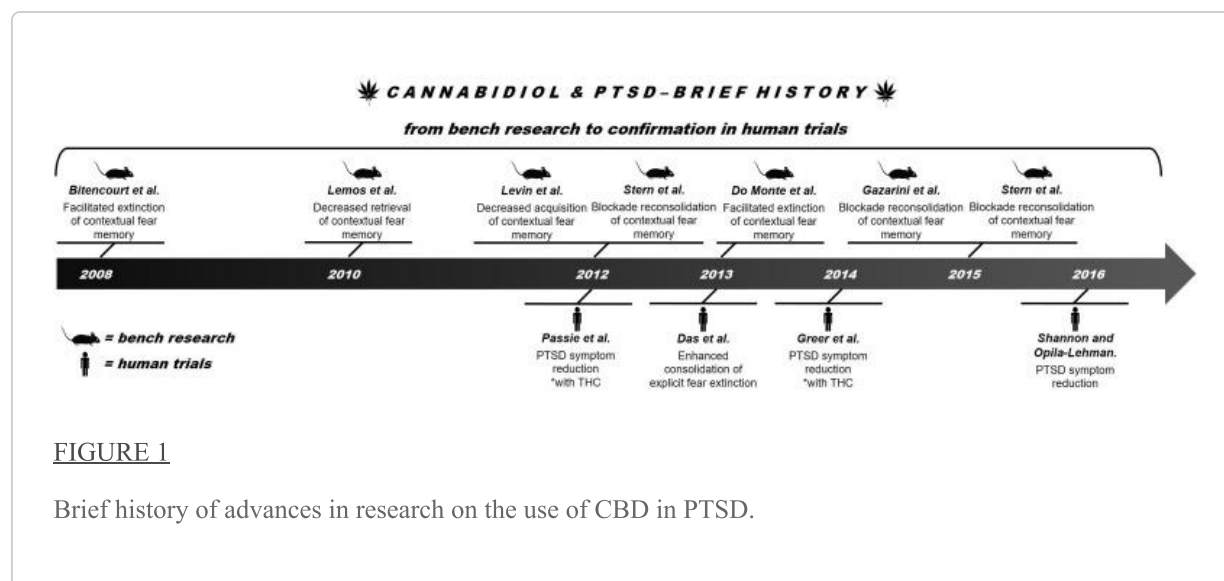 CANNABIDIOL & PTSD–BRIEF HISTORY
from bench research to confirmation in human trials
Bitencourt et al.
Facilitated extinction
of contextual fear
memory
Lemos et al.
Decreased retrieval
of contextual fear
memory
Levin et al.
Decreased acquisition
of contextual fear
memory
Stern et al.
Blockade reconsolidation
of contextual fear
memory
Do Monte et al.
Facilitated extinction
of contextual fear
memory
Gazarini et al.
Blockade reconsolidation
of contextual fear
memory
Stern et al.
Blockade reconsolidation
of contextual fear
memory
2008
2010
2012
2013
2014
2015
2016
= bench research
= human trials
Passie et al.
PTSD symptom
reduction
*with THC
Das et al.
Enhanced
consolidation of
explicit fear extinction
Greer et al.
PTSD symptom
reduction
*with THC
Shannon and
Opila-Lehman.
PTSD symptom
reduction
FIGURE 1
Brief history of advances in research on the use of CBD in PTSD.